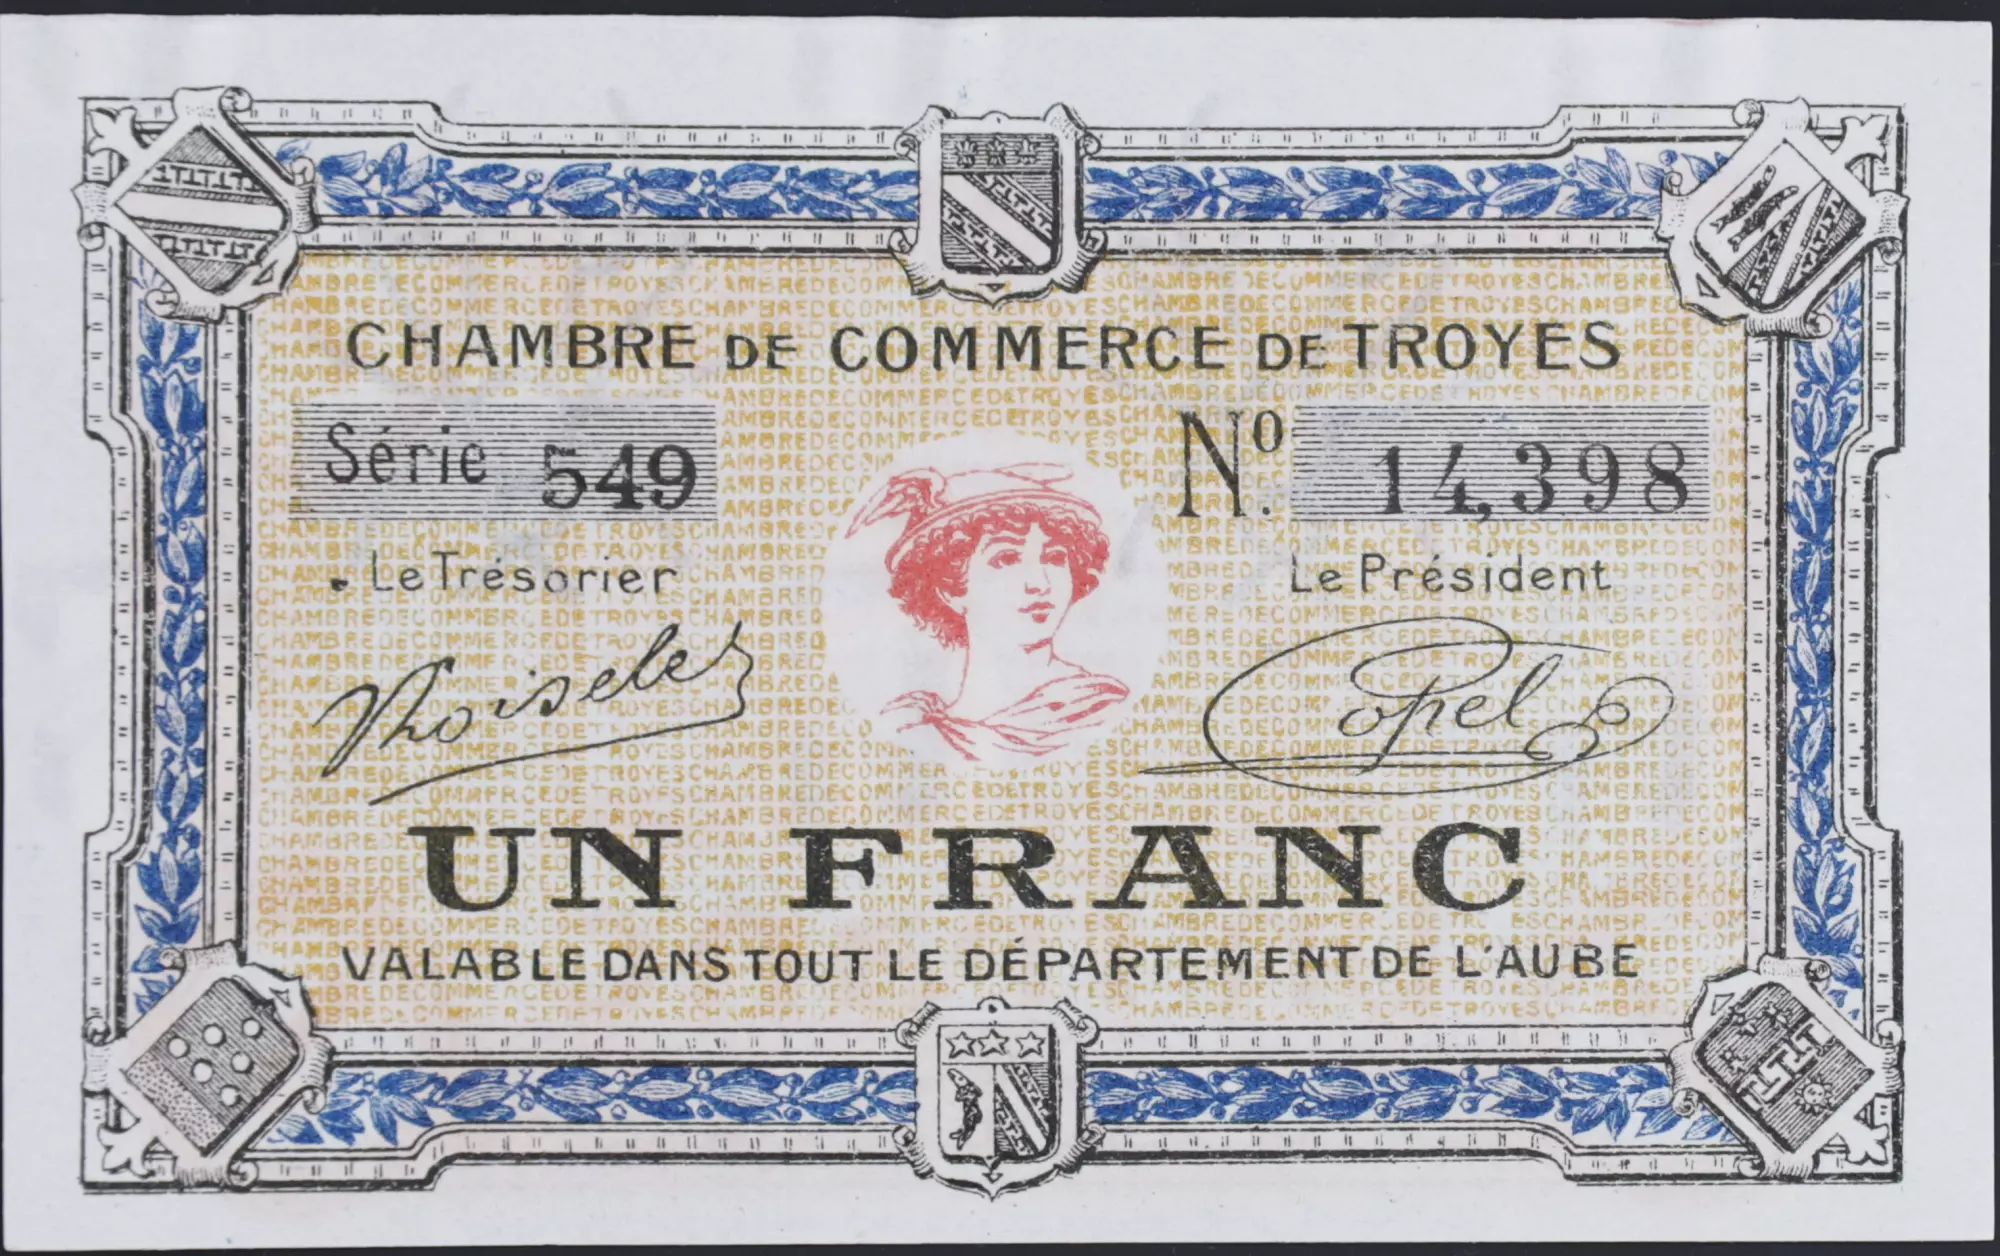 CHAMBRE DE COMMERCE DE TROYES
Série 549 No. 14,398
Le Trésorier Le Président
UN FRANC
VALABLE DANS TOUT LE DÉPARTEMENT DE L'AUBE